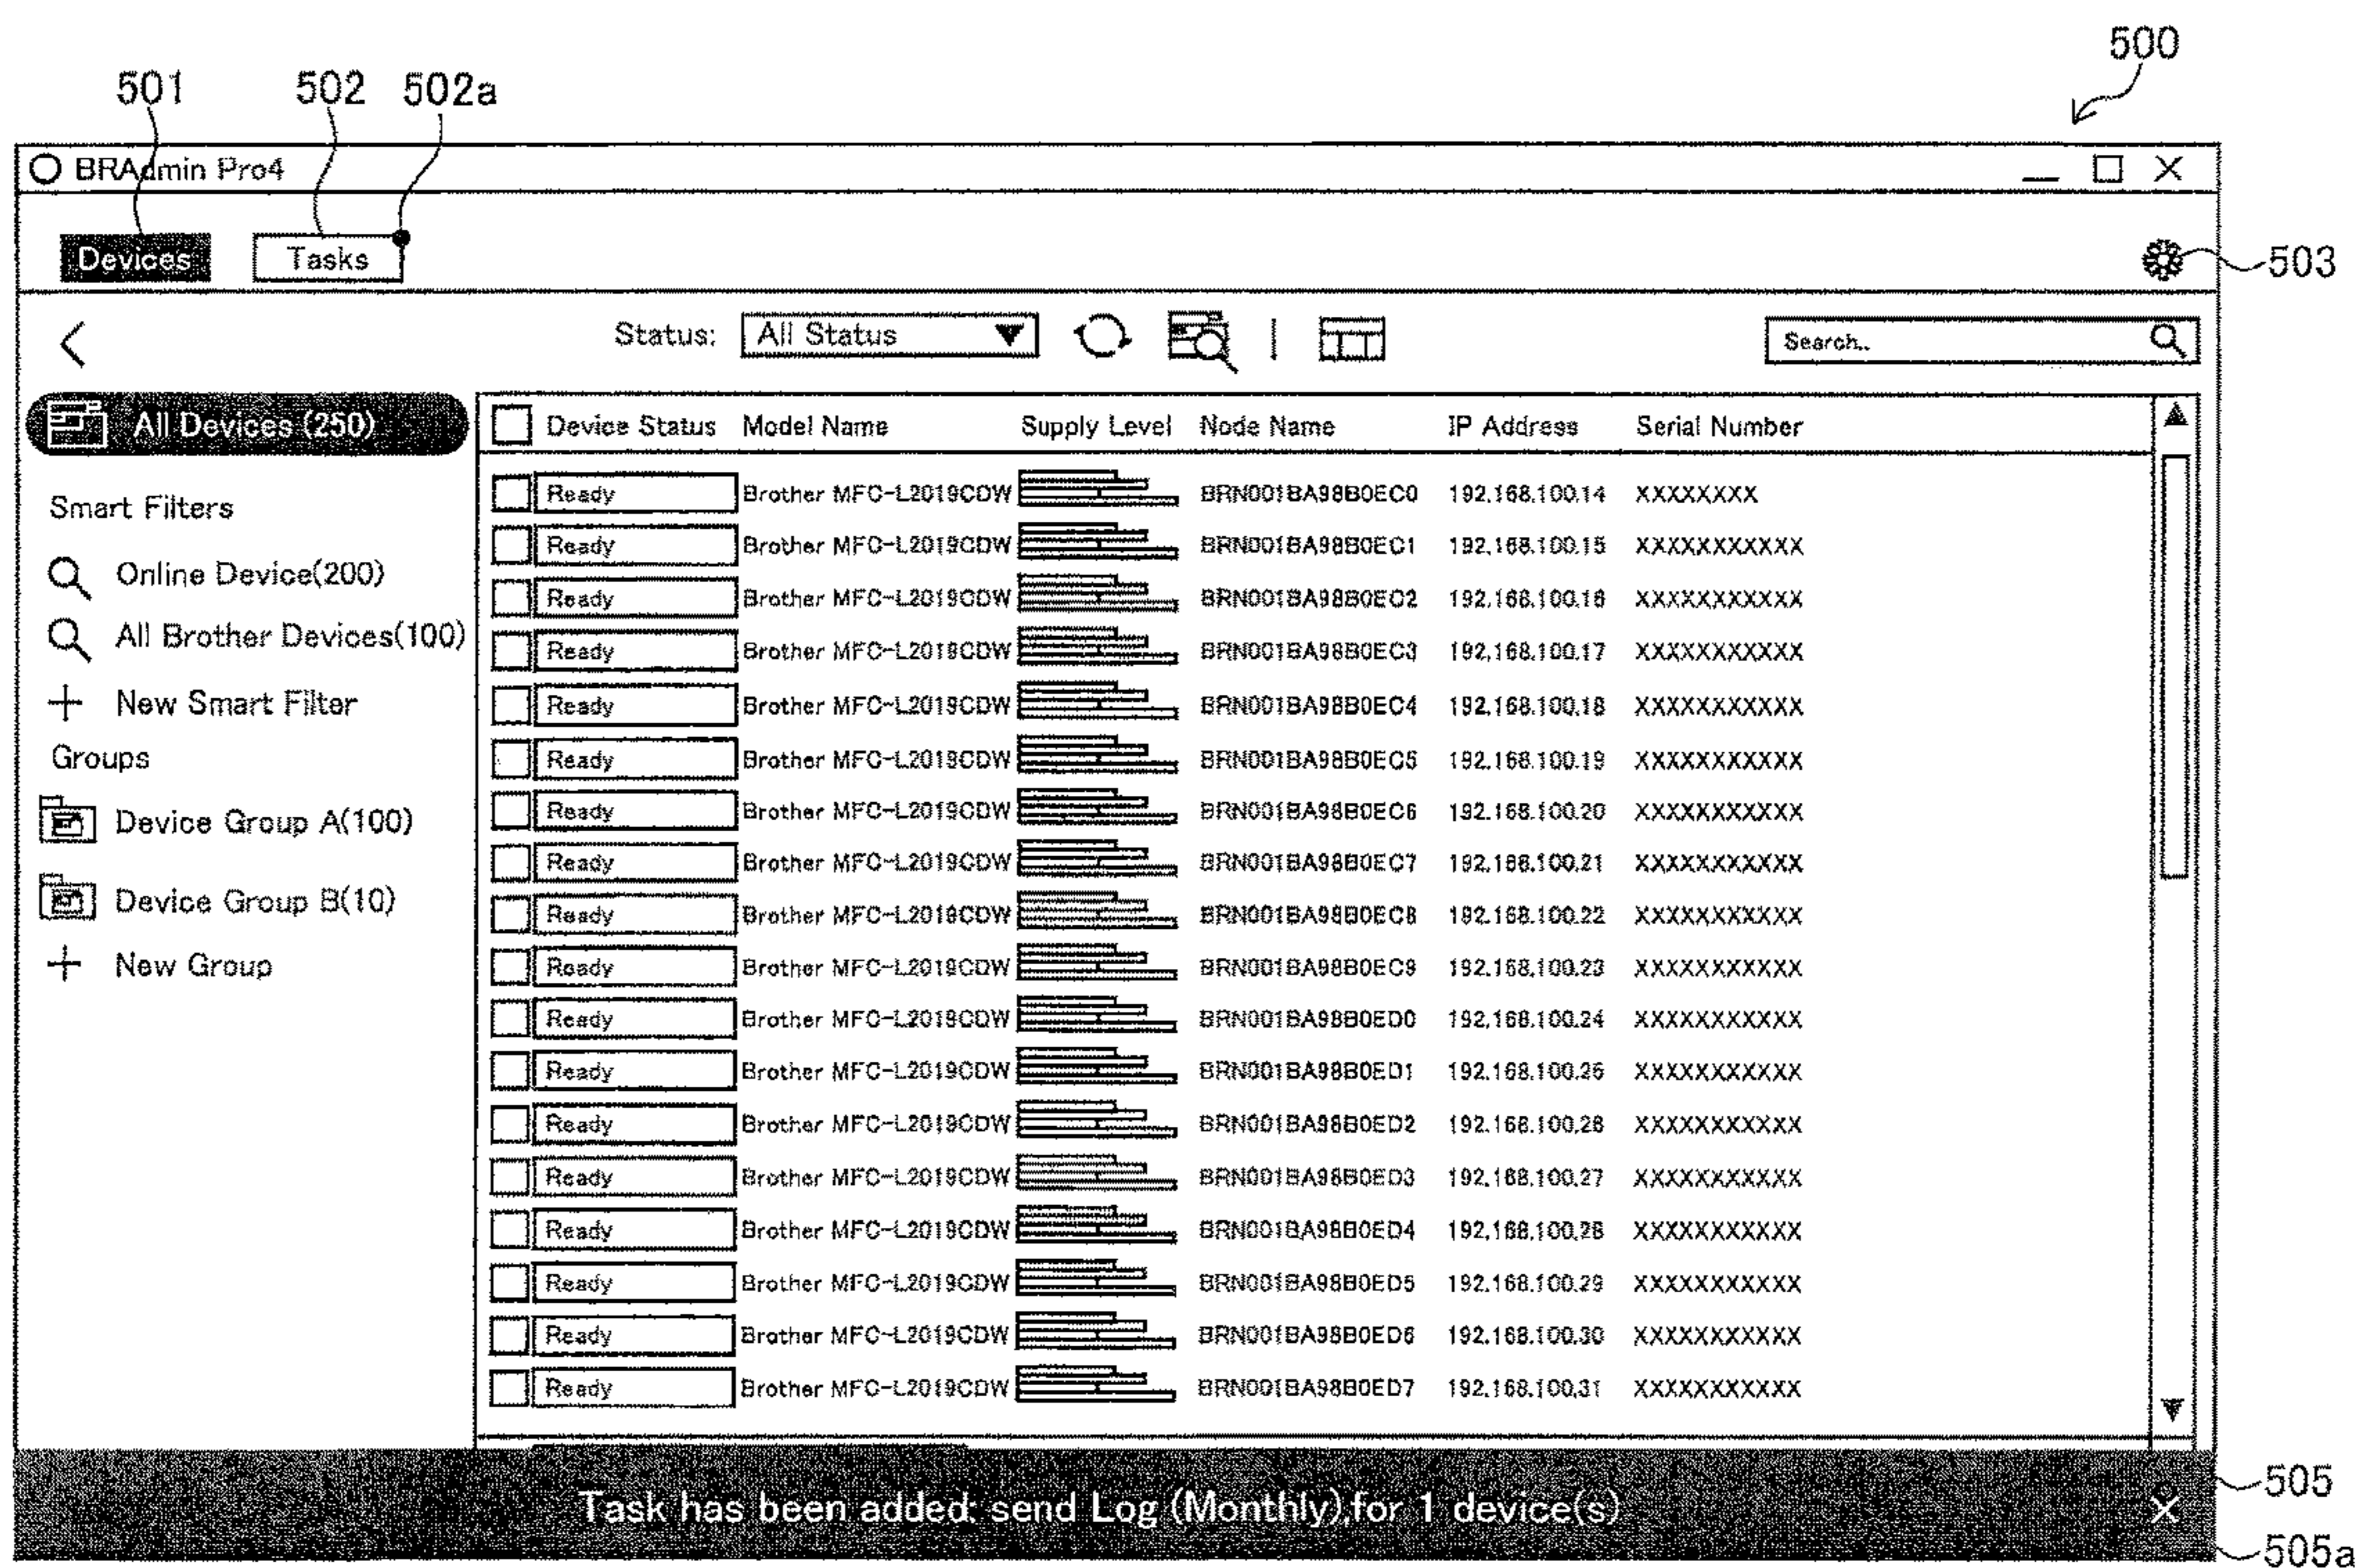 500
501 502 502a
BRAdmin Pro4
Devices Tasks
503
Status: All Status Search..
All Devices (250)
Smart Filters
Online Device(200)
All Brother Devices(100)
New Smart Filter
Groups
Device Group A(100)
Device Group B(10)
New Group
Device Status Model Name Supply Level Node Name IP Address Serial Number
Ready Brother MFC-L2019CDW BRN001BA98B0EC0 192.168.100.14 XXXXXXXX
Ready Brother MFC-L2019CDW BRN001BA98B0EC1 192.168.100.15 XXXXXXXXXXX
Ready Brother MFC-L2019CDW BRN001BA98B0EC2 192.168.100.16 XXXXXXXXXXX
Ready Brother MFC-L2019CDW BRN001BA98B0EC3 192.168.100.17 XXXXXXXXXXX
Ready Brother MFC-L2019CDW BRN001BA98B0EC4 192.168.100.18 XXXXXXXXXXX
Ready Brother MFC-L2019CDW BRN001BA98B0EC5 192.168.100.19 XXXXXXXXXXX
Ready Brother MFC-L2019CDW BRN001BA98B0EC6 192.168.100.20 XXXXXXXXXXX
Ready Brother MFC-L2019CDW BRN001BA98B0EC7 192.168.100.21 XXXXXXXXXXX
Ready Brother MFC-L2019CDW BRN001BA98B0EC8 192.168.100.22 XXXXXXXXXXX
Ready Brother MFC-L2019CDW BRN001BA98B0EC9 192.168.100.23 XXXXXXXXXXX
Ready Brother MFC-L2019CDW BRN001BA98B0ED0 192.168.100.24 XXXXXXXXXXX
Ready Brother MFC-L2019CDW BRN001BA98B0ED1 192.168.100.25 XXXXXXXXXXX
Ready Brother MFC-L2019CDW BRN001BA98B0ED2 192.168.100.26 XXXXXXXXXXX
Ready Brother MFC-L2019CDW BRN001BA98B0ED3 192.168.100.27 XXXXXXXXXXX
Ready Brother MFC-L2019CDW BRN001BA98B0ED4 192.168.100.28 XXXXXXXXXXX
Ready Brother MFC-L2019CDW BRN001BA98B0ED5 192.168.100.29 XXXXXXXXXXX
Ready Brother MFC-L2019CDW BRN001BA98B0ED6 192.168.100.30 XXXXXXXXXXX
Ready Brother MFC-L2019CDW BRN001BA98B0ED7 192.168.100.31 XXXXXXXXXXX
505
Task has been added: send Log (Monthly) for 1 device(s)
505a